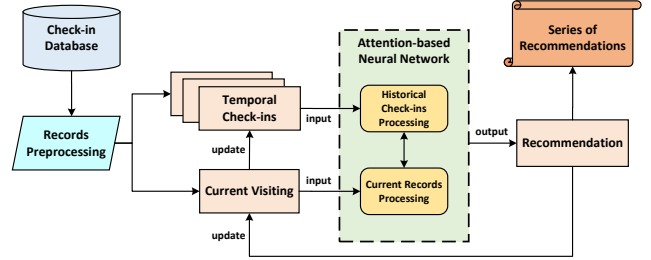 Check-in
Database
Records
Preprocessing
Temporal
Check-ins
update
Current Visiting
update
input
input
Attention-based
Neural Network
Historical
Check-ins
Processing
Current Records
Processing
output
Recommendation
Series of
Recommendations